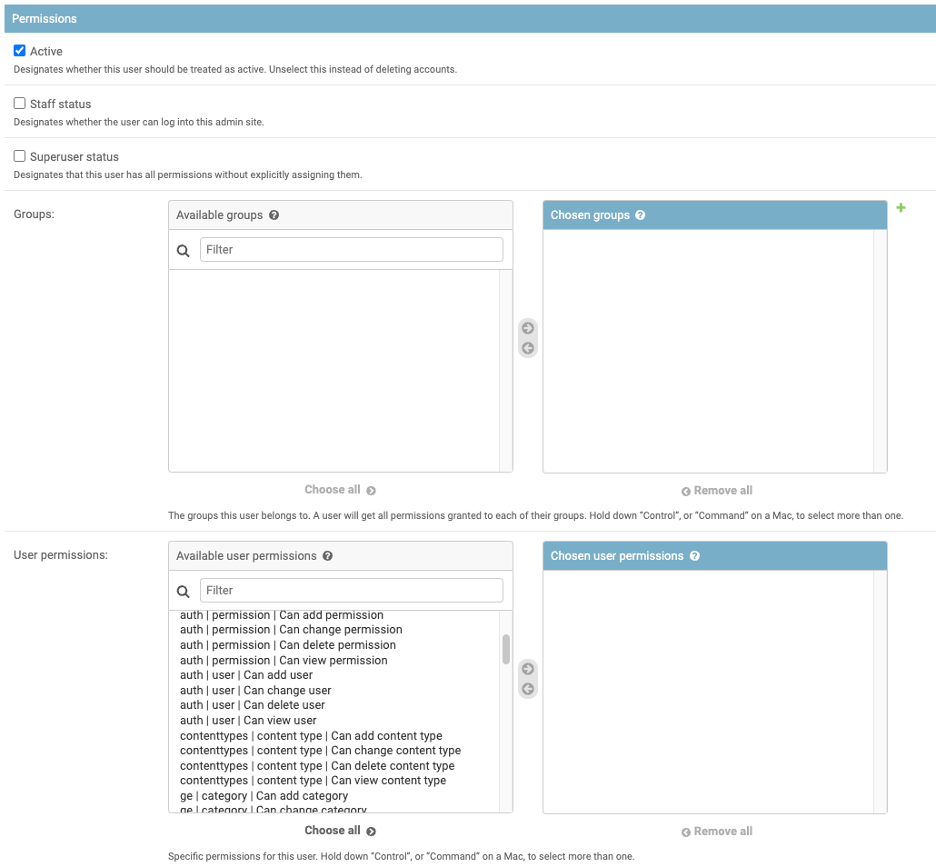 Permissions
Active
Designates whether this user should be treated as active. Unselect this instead of deleting accounts.
Staff status
Designates whether the user can log into this admin site.
Superuser status
Designates that this user has all permissions without explicitly assigning them.
Groups:
Available groups
Filter
Choose all
Chosen groups
Remove all
The groups this user belongs to. A user will get all permissions granted to each of their groups. Hold down “Control”, or “Command” on a Mac, to select more than one.
User permissions:
Available user permissions
Filter
auth | permission | Can add permission
auth | permission | Can change permission
auth | permission | Can delete permission
auth | permission | Can view permission
auth | user | Can add user
auth | user | Can change user
auth | user | Can delete user
auth | user | Can view user
contenttypes | content type | Can add content type
contenttypes | content type | Can change content type
contenttypes | content type | Can delete content type
contenttypes | content type | Can view content type
ge | category | Can add category
ge | category | Can change category
Choose all
Chosen user permissions
Remove all
Specific permissions for this user. Hold down “Control”, or “Command” on a Mac, to select more than one.